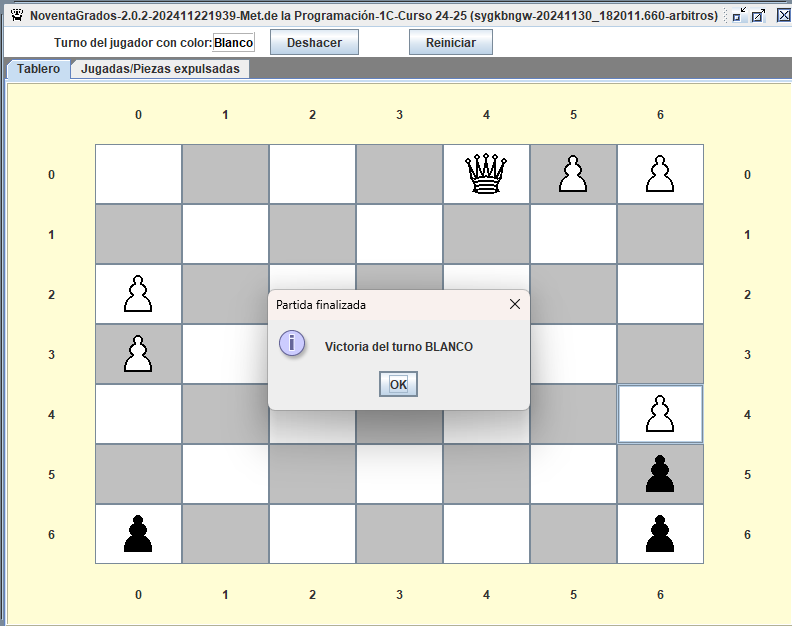 NoventaGrados-2.0.2-202411221939-Met.de la Programación-1C-Curso 24-25 (sygkbngw-20241130_182011.660-arbitros)
Turno del jugador con color: Blanco Deshacer Reiniciar
Tablero Jugadas/Piezas expulsadas
0 1 2 3 4 5 6
0 0
1 1
2 2
Partida finalizada
3 Victoria del turno BLANCO 3
OK
4 4
5 5
6 6
0 1 2 3 4 5 6